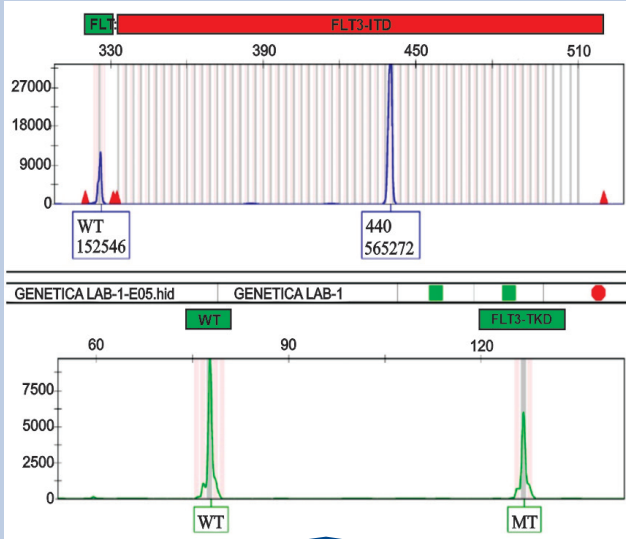 FLT: FLT3-ITD
330 390 450 510
27000
18000
9000
0
WT
152546
440
565272
GENETICA LAB-1-E05.hid GENETICA LAB-1
WT FLT3-TKD
60 90 120
7500
5000
2500
0
WT
MT